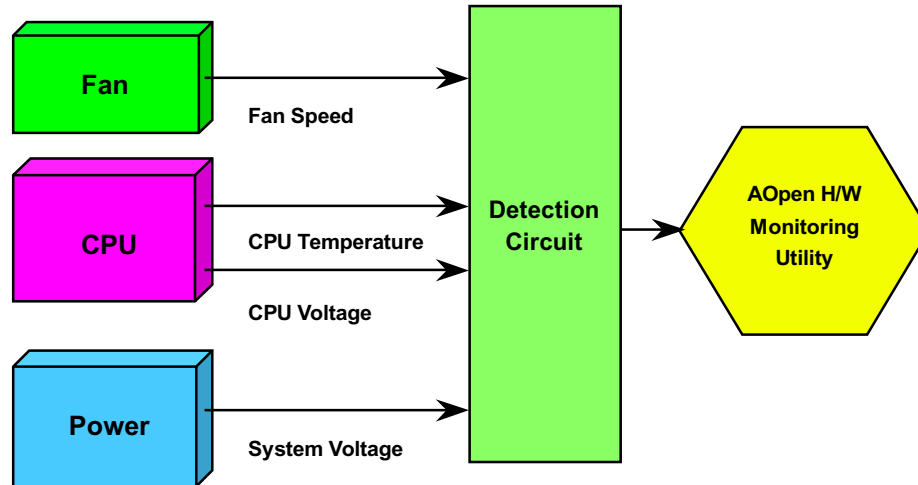 Fan
Fan Speed
CPU
CPU Temperature
CPU Voltage
Power
System Voltage
Detection
Circuit
AOpen H/W
Monitoring
Utility